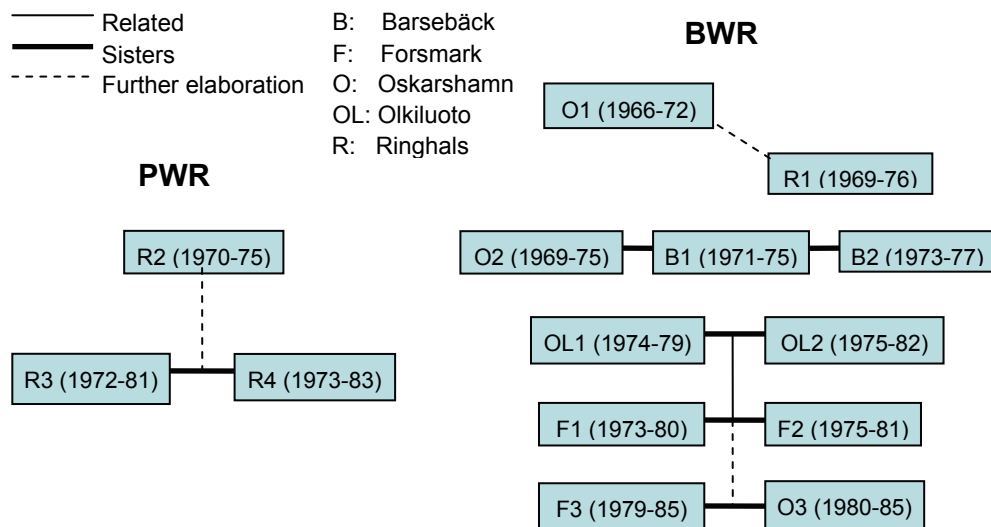 Related
Sisters
Further elaboration
B: Barsebäck
F: Forsmark
O: Oskarshamn
OL: Olkiluoto
R: Ringhals
BWR
O1 (1966-72)
R1 (1969-76)
PWR
R2 (1970-75)
O2 (1969-75)
B1 (1971-75)
B2 (1973-77)
OL1 (1974-79)
OL2 (1975-82)
R3 (1972-81)
R4 (1973-83)
F1 (1973-80)
F2 (1975-81)
F3 (1979-85)
O3 (1980-85)